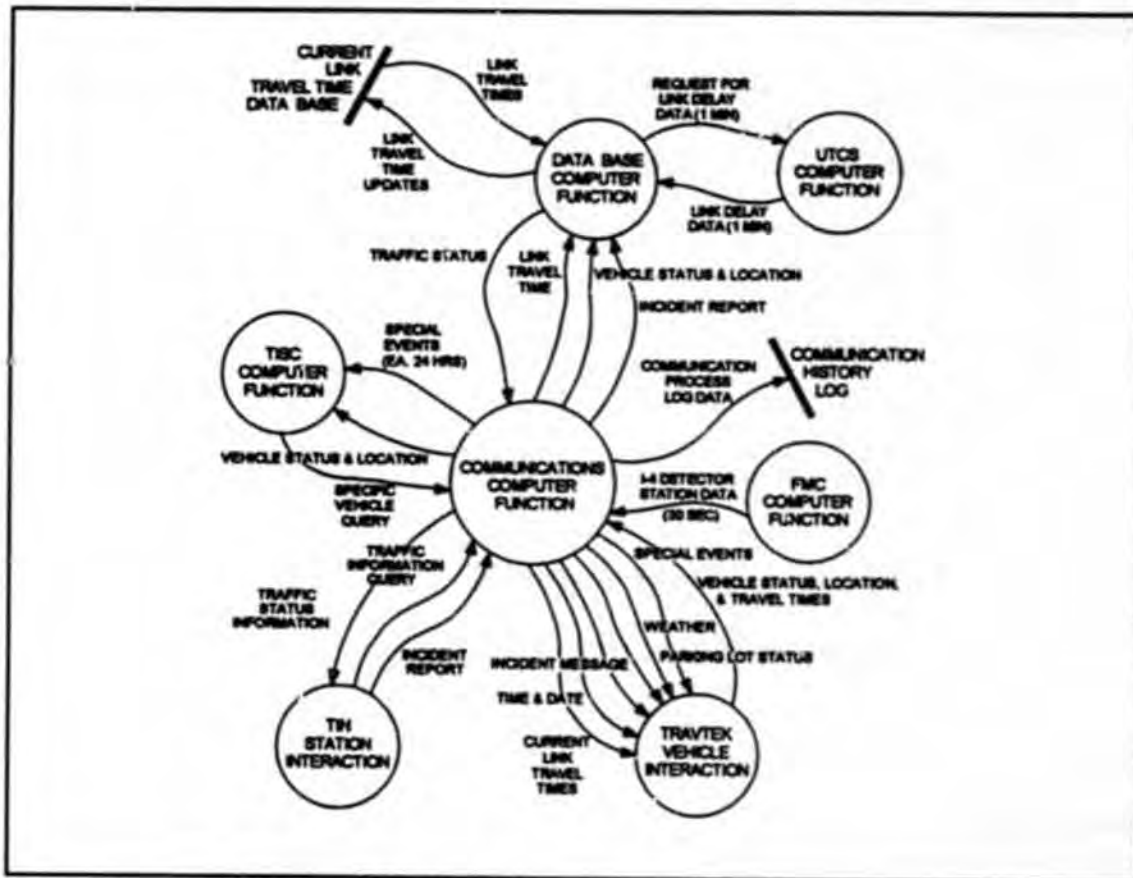 CURRENT
LINK
TRAVEL TIME
DATA BASE
LINK
TRAVEL
TIMES
LINK
TRAVEL
TIME
UPDATES
DATA BASE
COMPUTER
FUNCTION
REQUEST FOR
LINK DELAY
DATA (1 MIN)
UTCS
COMPUTER
FUNCTION
LINK DELAY
DATA (1 MIN)
TRAFFIC STATUS
LINK
TRAVEL
TIME
VEHICLE STATUS & LOCATION
INCIDENT REPORT
SPECIAL
EVENTS
(EA. 24 HRS)
TISC
COMPUTER
FUNCTION
COMMUNICATION
PROCESS
LOG DATA
COMMUNICATION
HISTORY
LOG
VEHICLE STATUS & LOCATION
SPECIFIC
VEHICLE
QUERY
COMMUNICATIONS
COMPUTER
FUNCTION
I-4 DETECTOR
STATION DATA
(30 SEC)
FMC
COMPUTER
FUNCTION
TRAFFIC
INFORMATION
QUERY
TRAFFIC
STATUS
INFORMATION
INCIDENT
REPORT
TIH
STATION
INTERACTION
SPECIAL EVENTS
VEHICLE STATUS, LOCATION,
& TRAVEL TIMES
WEATHER
PARKING LOT STATUS
INCIDENT MESSAGE
TIME & DATE
CURRENT
LINK
TRAVEL
TIMES
TRAVTEK
VEHICLE
INTERACTION